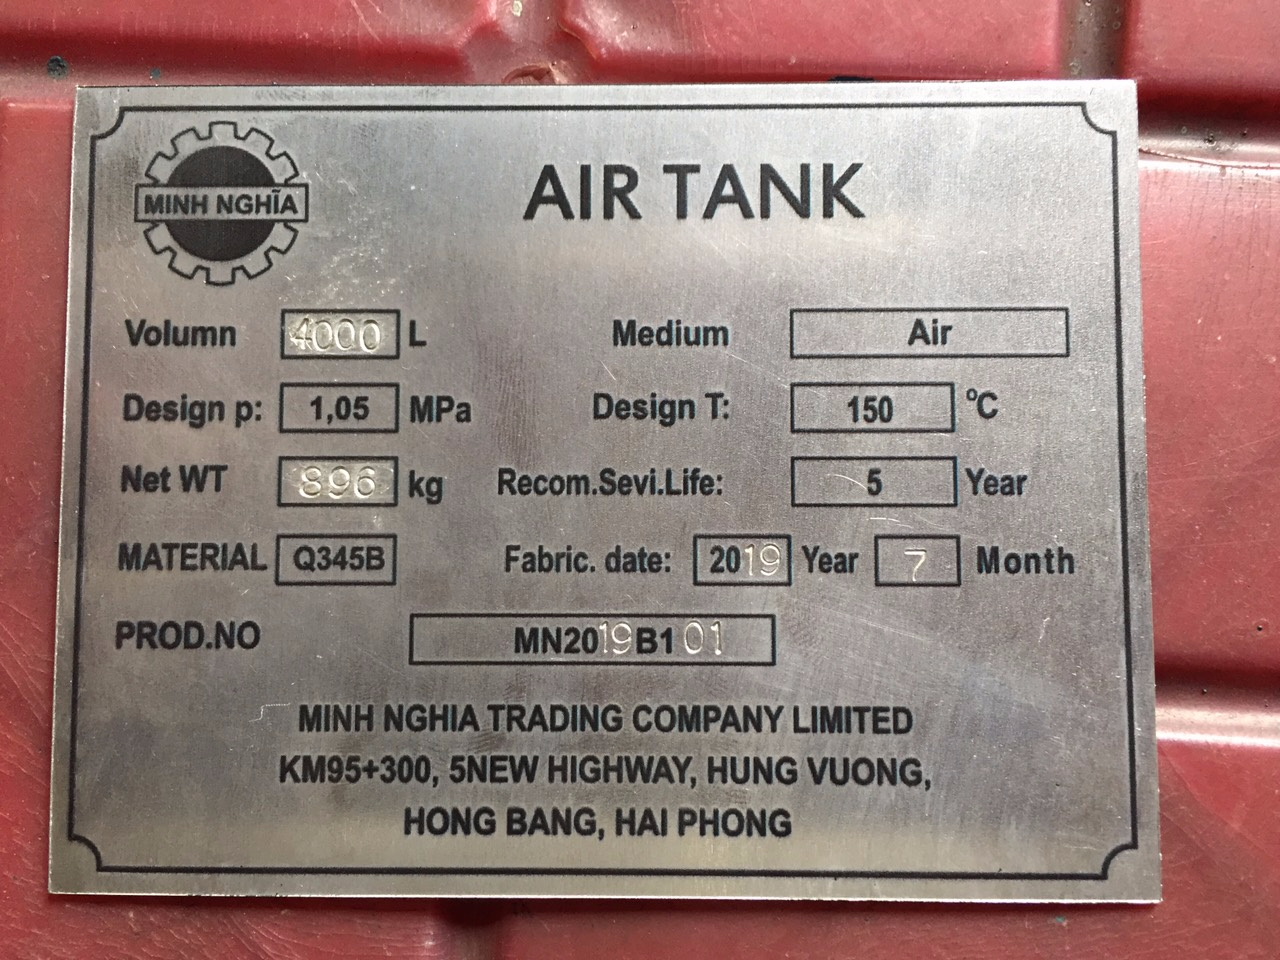 MINH NGHĨA
AIR TANK
Volumn 4000 L Medium Air
Design p: 1,05 MPa Design T: 150 °C
Net WT 896 kg Recom.Sevi.Life: 5 Year
MATERIAL Q345B Fabric. date: 2019 Year 7 Month
PROD.NO MN2019B101
MINH NGHIA TRADING COMPANY LIMITED
KM95+300, 5NEW HIGHWAY, HUNG VUONG,
HONG BANG, HAI PHONG